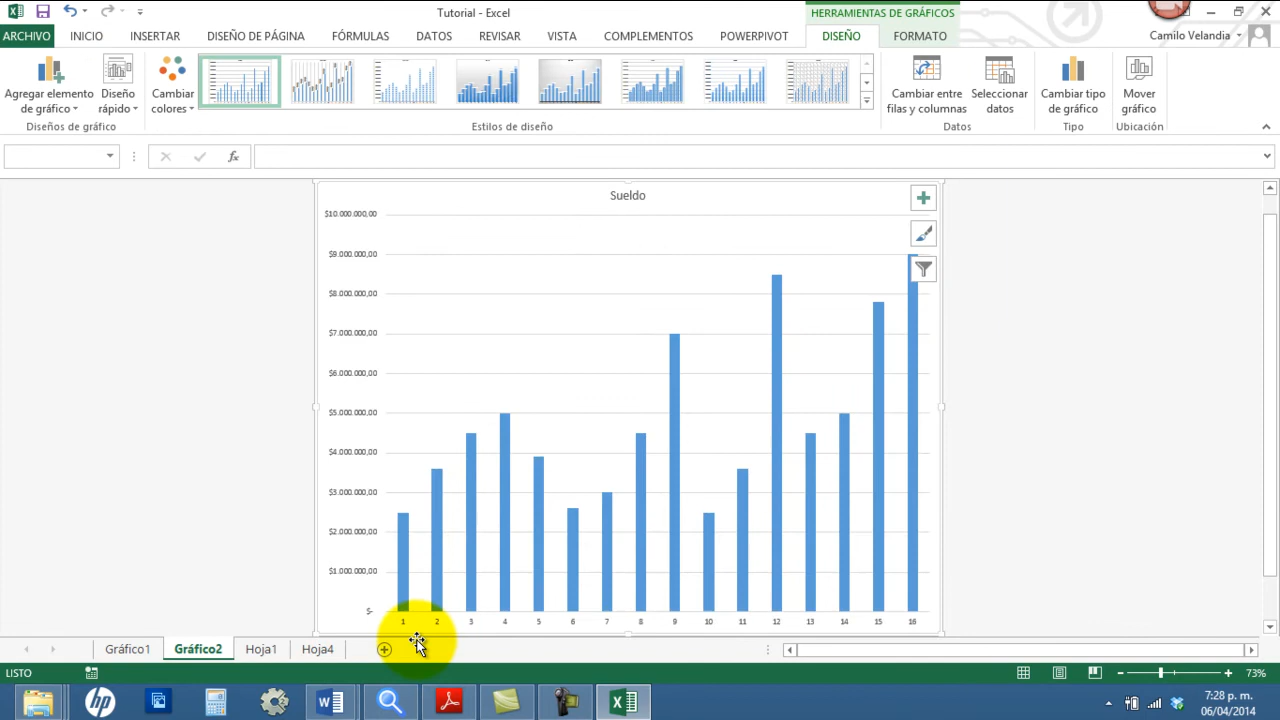 Tutorial - Excel
HERRAMIENTAS DE GRÁFICOS
ARCHIVO INICIO INSERTAR DISEÑO DE PÁGINA FÓRMULAS DATOS REVISAR VISTA COMPLEMENTOS POWERPIVOT DISEÑO FORMATO Camilo Velandia
Agregar elemento de gráfico
Diseño rápido
Cambiar colores
Cambiar entre filas y columnas
Seleccionar datos
Cambiar tipo de gráfico
Mover gráfico
Diseños de gráfico Estilos de diseño Datos Tipo Ubicación
fx
Sueldo
$10.000.000,00
$9.000.000,00
$8.000.000,00
$7.000.000,00
$6.000.000,00
$5.000.000,00
$4.000.000,00
$3.000.000,00
$2.000.000,00
$1.000.000,00
$-
1 2 3 4 5 6 7 8 9 10 11 12 13 14 15 16
Gráfico1 Gráfico2 Hoja1 Hoja4
LISTO 73%
7:28 p. m.
06/04/2014